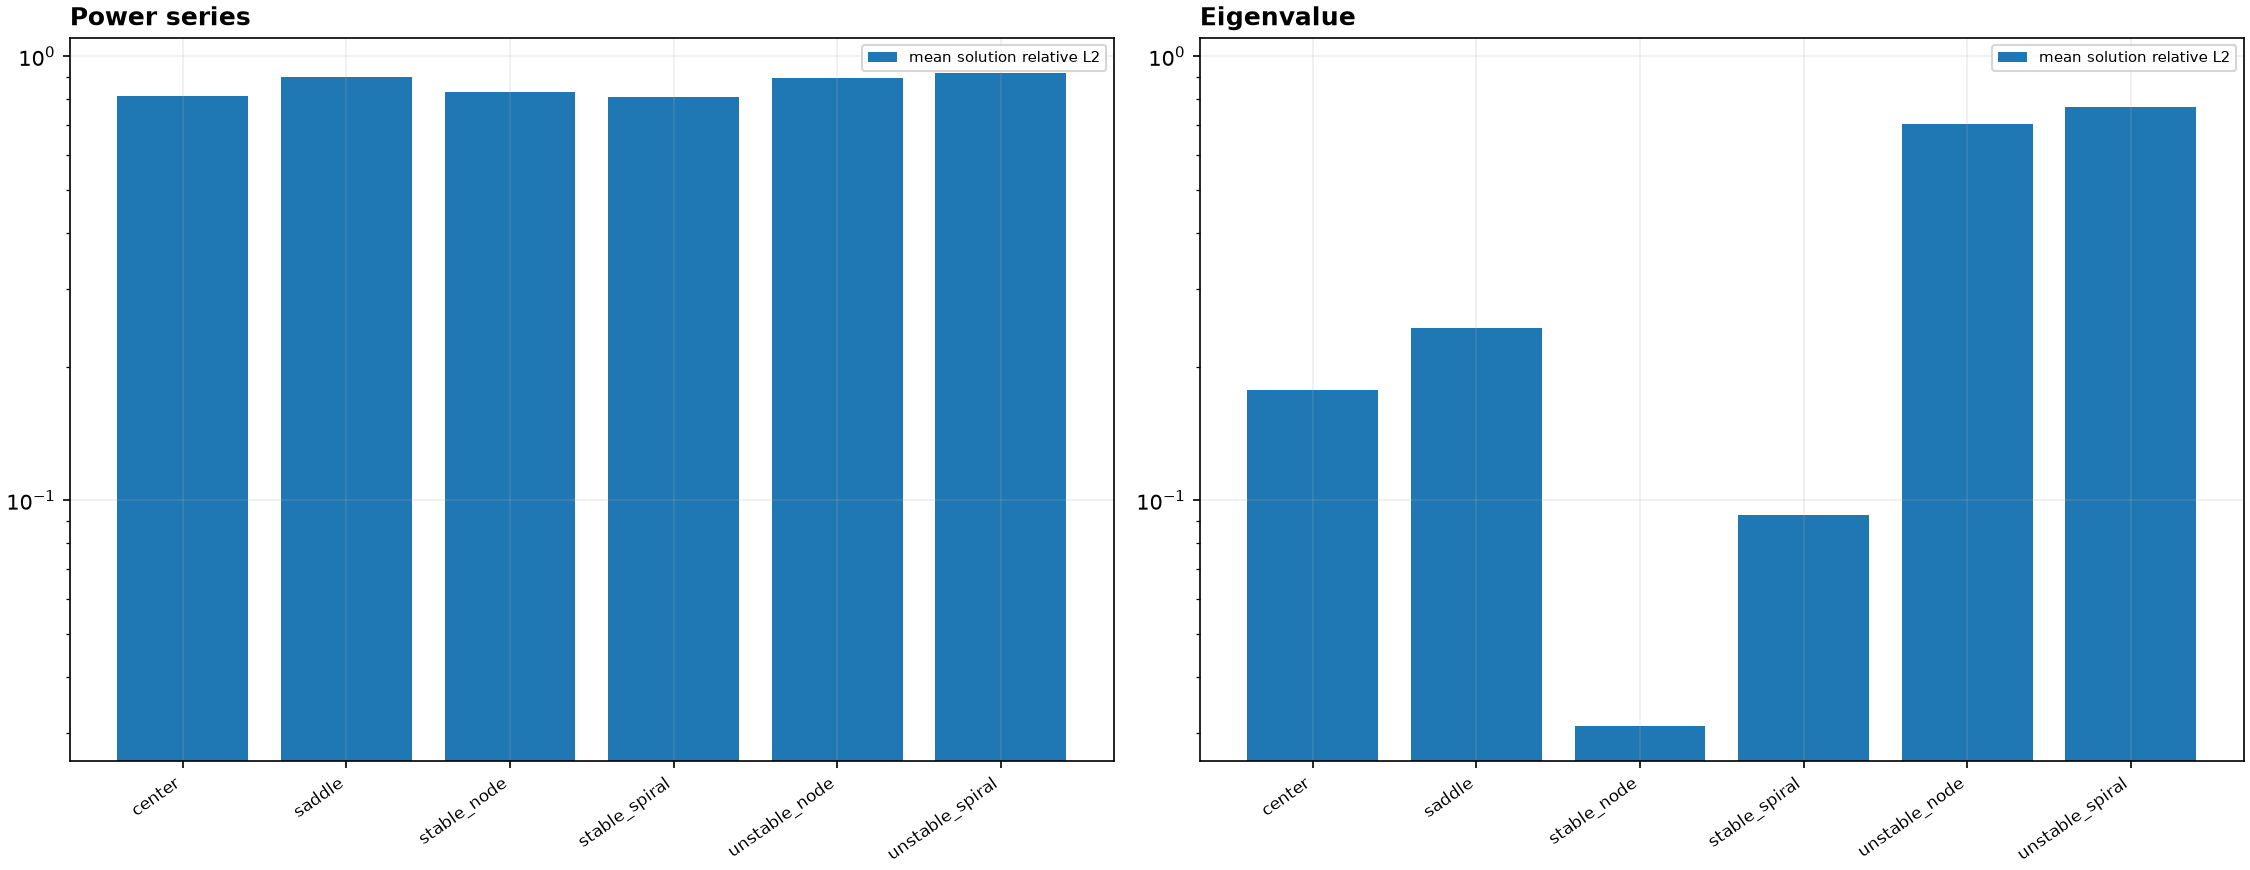 Power series
10^0
10^-1
mean solution relative L2
center
saddle
stable_node
stable_spiral
unstable_node
unstable_spiral
Eigenvalue
10^0
10^-1
mean solution relative L2
center
saddle
stable_node
stable_spiral
unstable_node
unstable_spiral